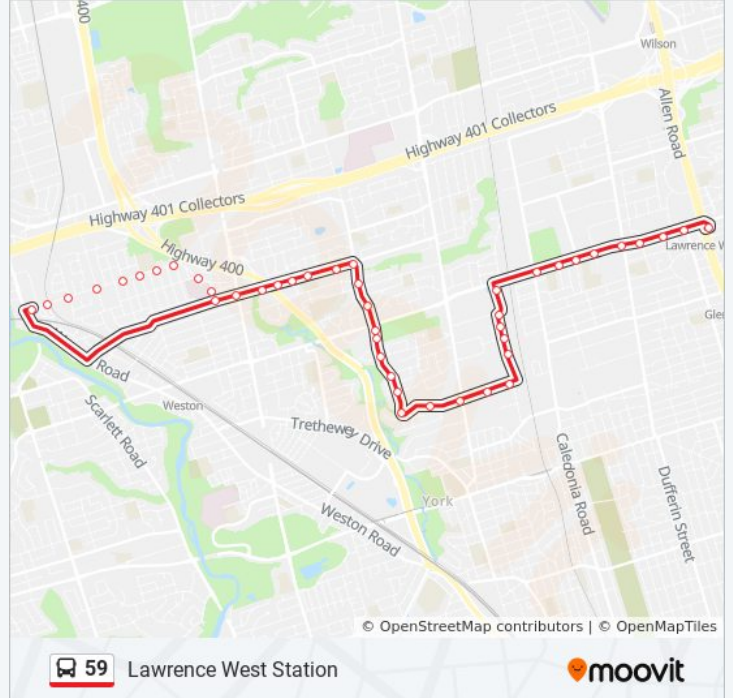 400
Wilson
Allen Road
Highway 401 Collectors
Highway 401 Collectors
Highway 400
Lawrence W
Glen
Road
Weston
Scarlett Road
Trethewey Drive
York
Caledonia Road
Dufferin Street
Weston Road
© OpenStreetMap contributors | © OpenMapTiles
59 Lawrence West Station
moovit